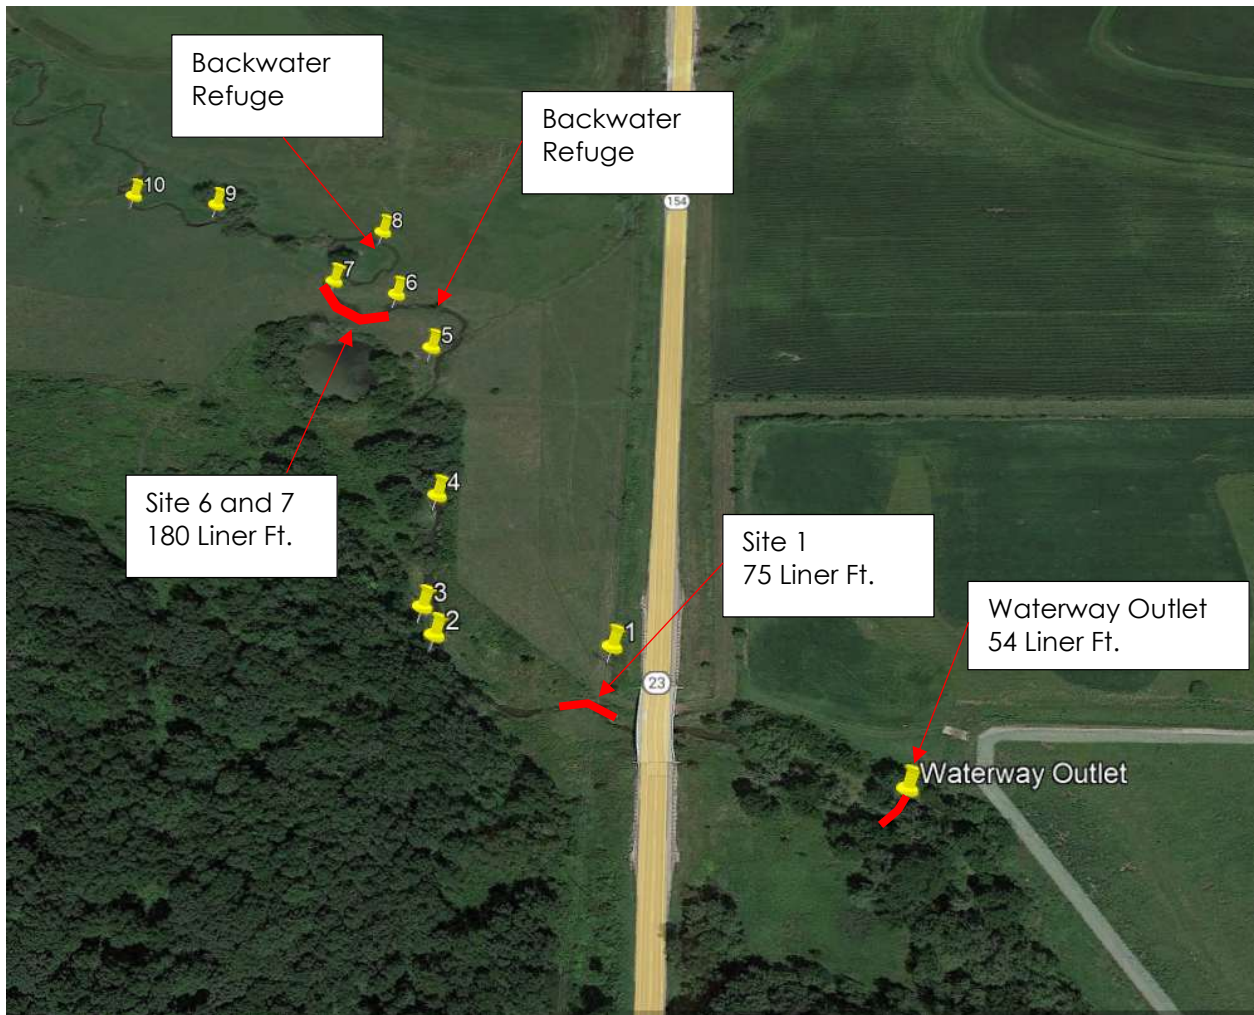 Backwater
Refuge
Backwater
Refuge
154
10
9
8
7
6
5
Site 6 and 7
180 Liner Ft.
4
Site 1
75 Liner Ft.
3
2
1
Waterway Outlet
54 Liner Ft.
23
Waterway Outlet